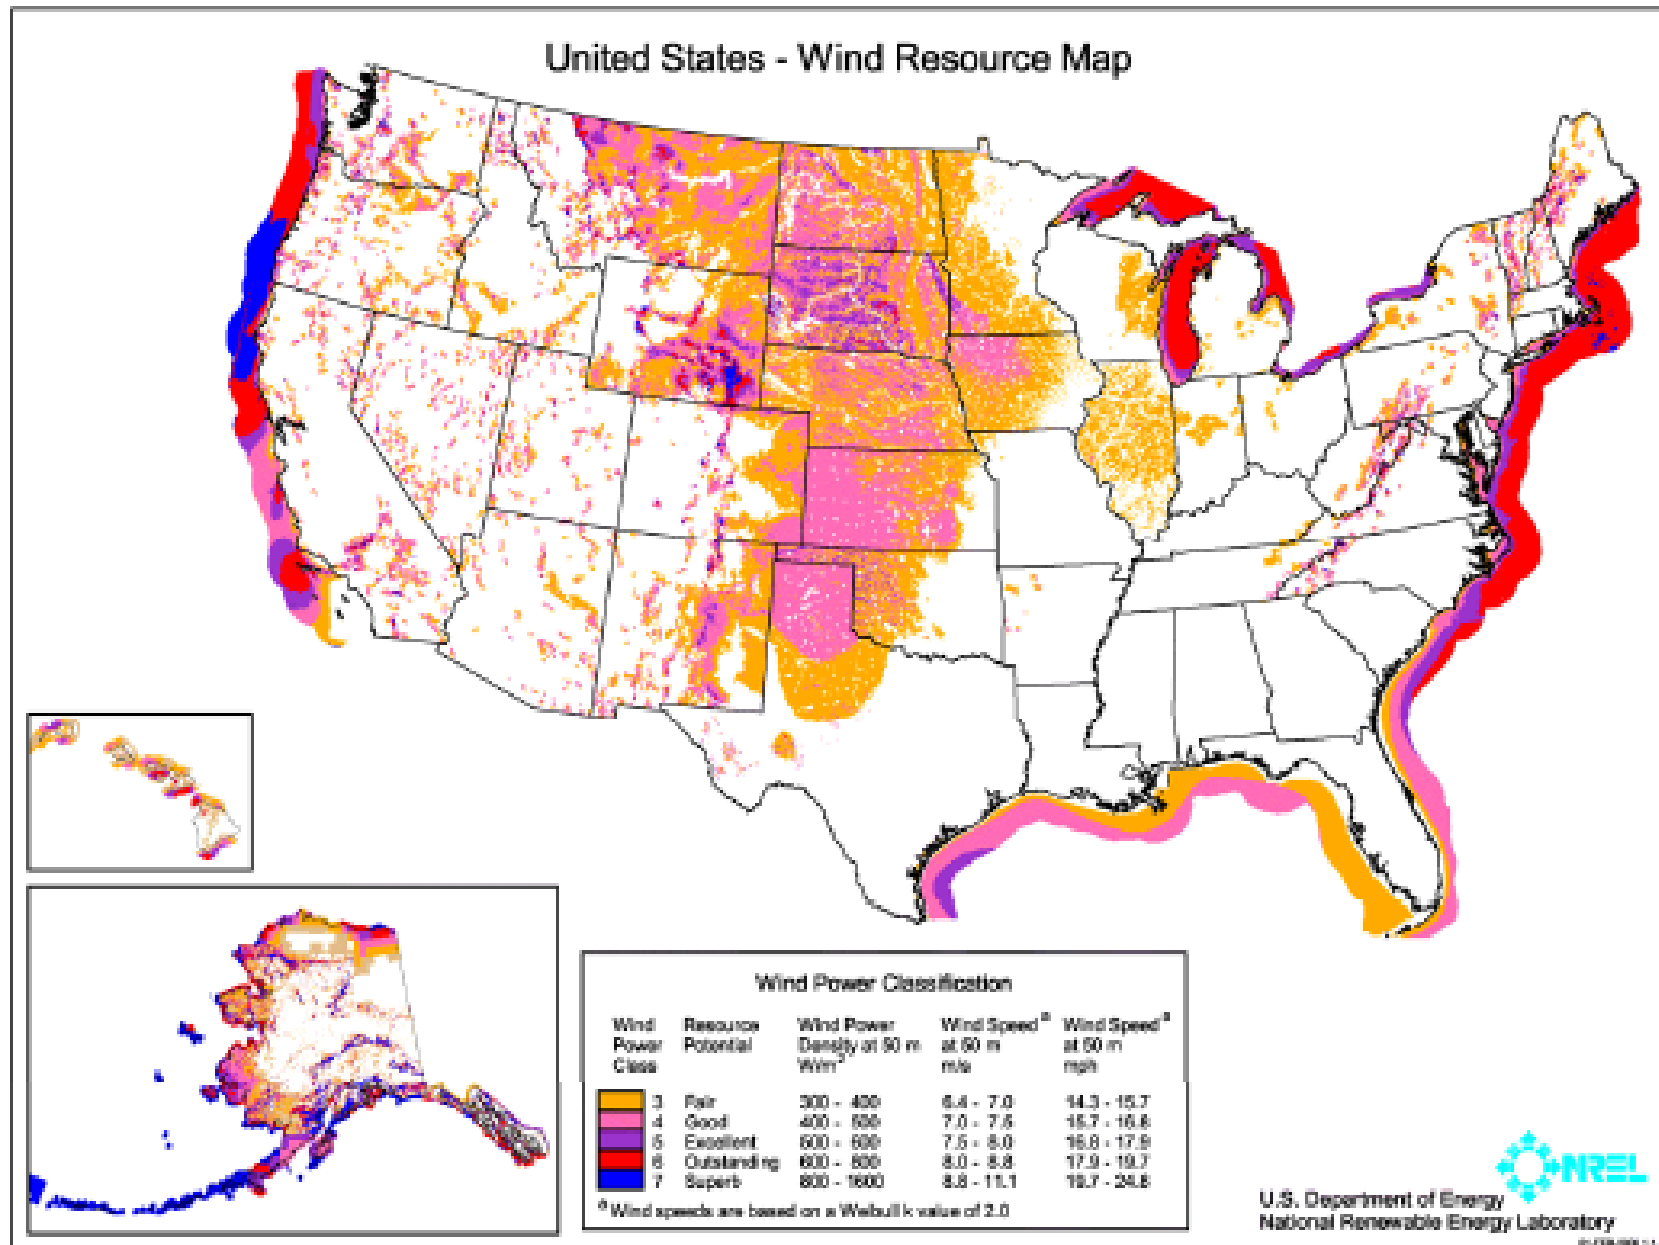 United States - Wind Resource Map
Wind Power Classification
Wind Power Class
Resource Potential
Wind Power Density at 50 m W/m²
Wind Speed ª at 50 m m/s
Wind Speed ª at 50 m mph
3 Fair 300 - 400 6.4 - 7.0 14.3 - 15.7
4 Good 400 - 500 7.0 - 7.5 15.7 - 16.8
5 Excellent 500 - 600 7.5 - 8.0 16.8 - 17.9
6 Outstanding 600 - 800 8.0 - 8.8 17.9 - 19.7
7 Superb 800 - 1600 8.8 - 11.1 19.7 - 24.8
ª Wind speeds are based on a Weibull k value of 2.0
NREL
U.S. Department of Energy
National Renewable Energy Laboratory